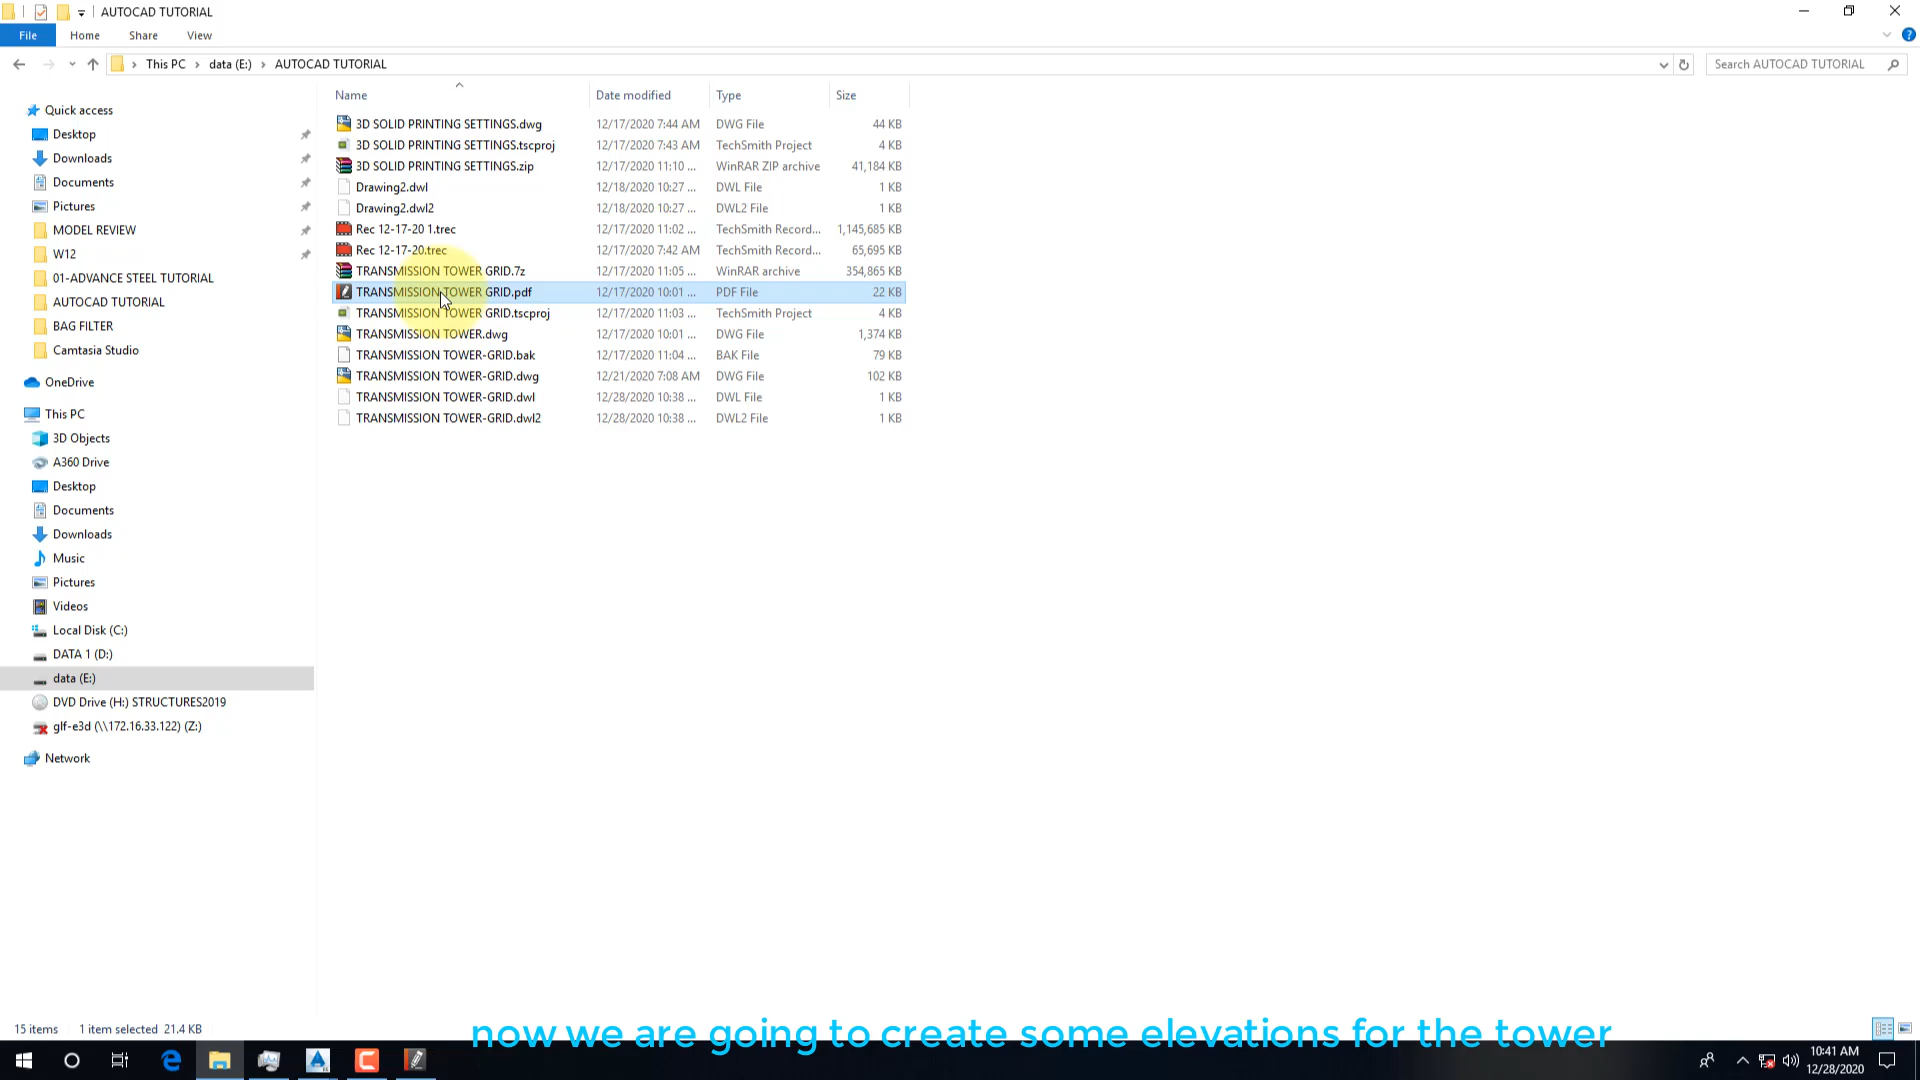 AUTOCAD TUTORIAL
File Home Share View
This PC data (E:) AUTOCAD TUTORIAL Search AUTOCAD TUTORIAL
Name Date modified Type Size
Quick access
Desktop
Downloads
Documents
Pictures
MODEL REVIEW
W12
01-ADVANCE STEEL TUTORIAL
AUTOCAD TUTORIAL
BAG FILTER
Camtasia Studio
OneDrive
This PC
3D Objects
A360 Drive
Desktop
Documents
Downloads
Music
Pictures
Videos
Local Disk (C:)
DATA 1 (D:)
data (E:)
DVD Drive (H:) STRUCTURES2019
glf-e3d (\\172.16.33.122) (Z:)
Network
3D SOLID PRINTING SETTINGS.dwg 12/17/2020 7:44 AM DWG File 44 KB
3D SOLID PRINTING SETTINGS.tscproj 12/17/2020 7:43 AM TechSmith Project 4 KB
3D SOLID PRINTING SETTINGS.zip 12/17/2020 11:10 ... WinRAR ZIP archive 41,184 KB
Drawing2.dwl 12/18/2020 10:27 ... DWL File 1 KB
Drawing2.dwl2 12/18/2020 10:27 ... DWL2 File 1 KB
Rec 12-17-20 1.trec 12/17/2020 11:02 ... TechSmith Record... 1,145,685 KB
Rec 12-17-20.trec 12/17/2020 7:42 AM TechSmith Record... 65,695 KB
TRANSMISSION TOWER GRID.7z 12/17/2020 11:05 ... WinRAR archive 354,865 KB
TRANSMISSION TOWER GRID.pdf 12/17/2020 10:01 ... PDF File 22 KB
TRANSMISSION TOWER GRID.tscproj 12/17/2020 11:03 ... TechSmith Project 4 KB
TRANSMISSION TOWER.dwg 12/17/2020 10:01 ... DWG File 1,374 KB
TRANSMISSION TOWER-GRID.bak 12/17/2020 11:04 ... BAK File 79 KB
TRANSMISSION TOWER-GRID.dwg 12/21/2020 7:08 AM DWG File 102 KB
TRANSMISSION TOWER-GRID.dwl 12/28/2020 10:38 ... DWL File 1 KB
TRANSMISSION TOWER-GRID.dwl2 12/28/2020 10:38 ... DWL2 File 1 KB
15 items 1 item selected 21.4 KB
now we are going to create some elevations for the tower
10:41 AM
12/28/2020